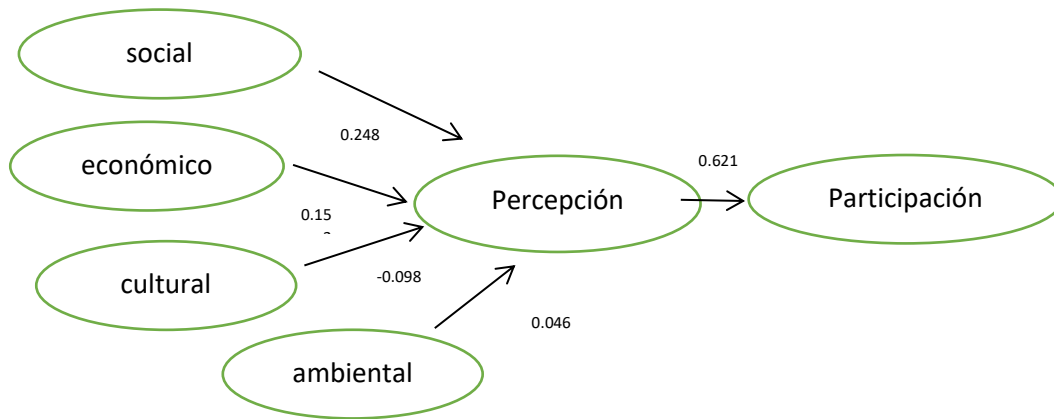 social
0.248
económico
0.621
Percepción
Participación
0.15
cultural
-0.098
0.046
ambiental